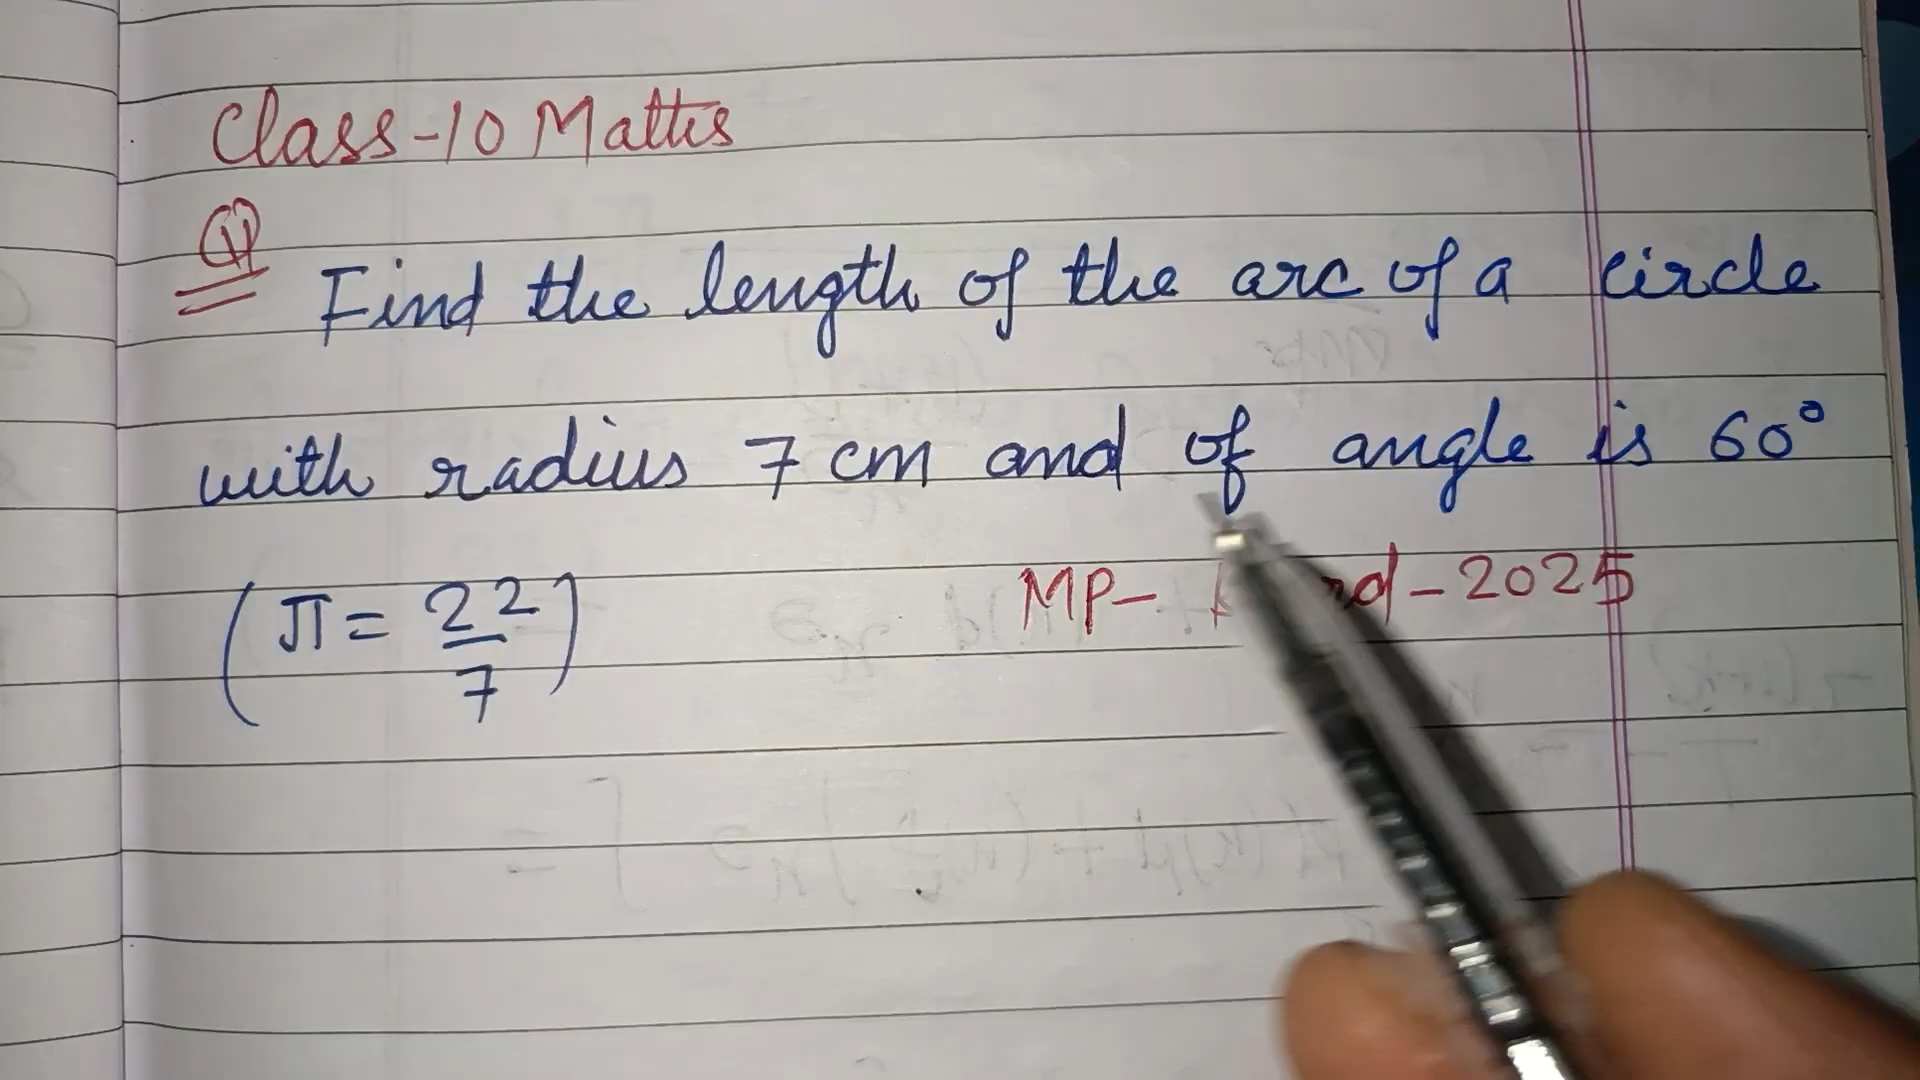 Class-10 Maths
Q
Find the length of the arc of a circle
with radius 7 cm and of angle is 60°
(π = 22/7)
MP- -2025